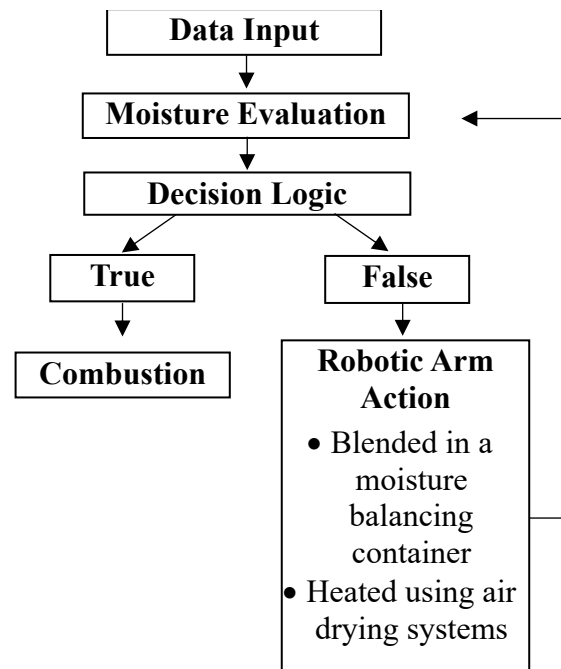 Data Input
Moisture Evaluation
Decision Logic
True
False
Combustion
Robotic Arm
Action
• Blended in a
moisture
balancing
container
• Heated using air
drying systems